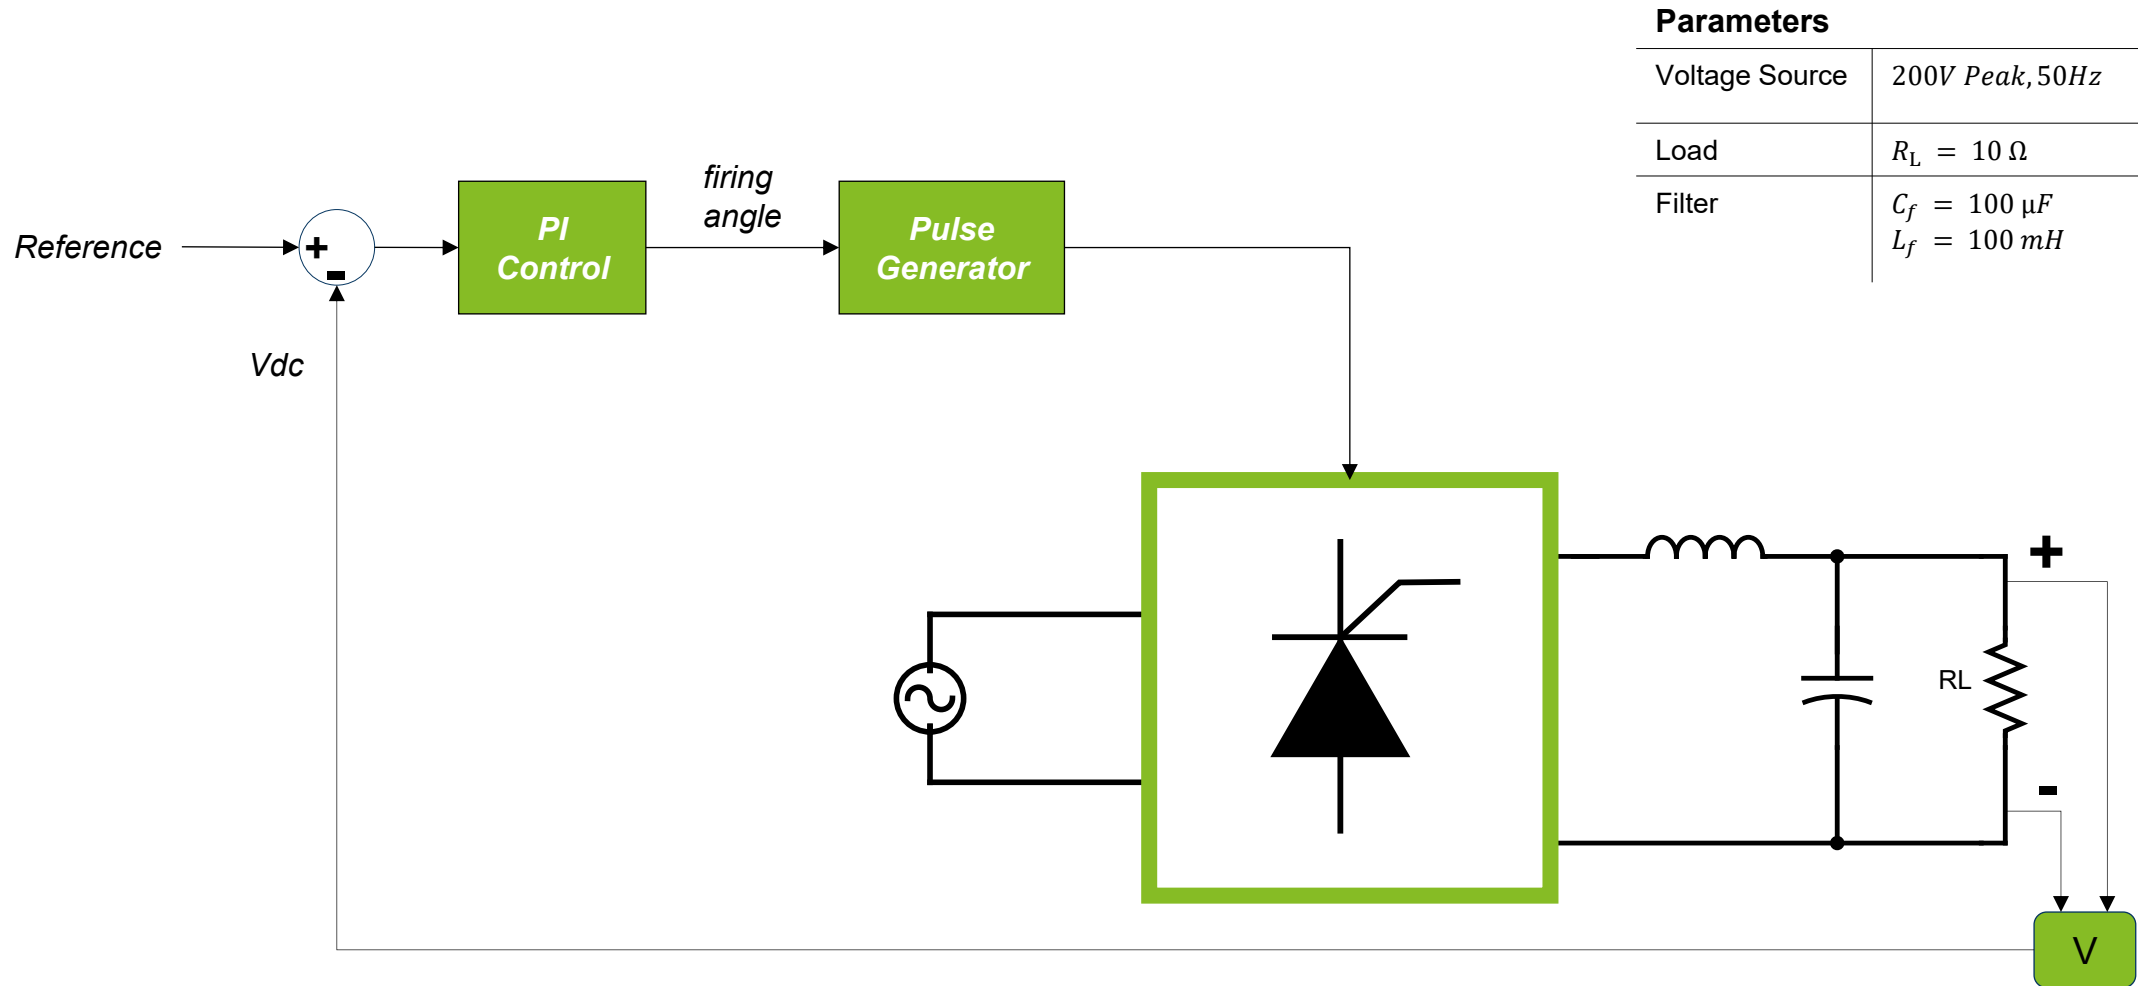 Parameters
Voltage Source 200V Peak, 50Hz
Load R_L = 10 Ω
Filter C_f = 100 μF
L_f = 100 mH
Reference
+
-
PI
Control
firing
angle
Pulse
Generator
Vdc
+
RL
-
V